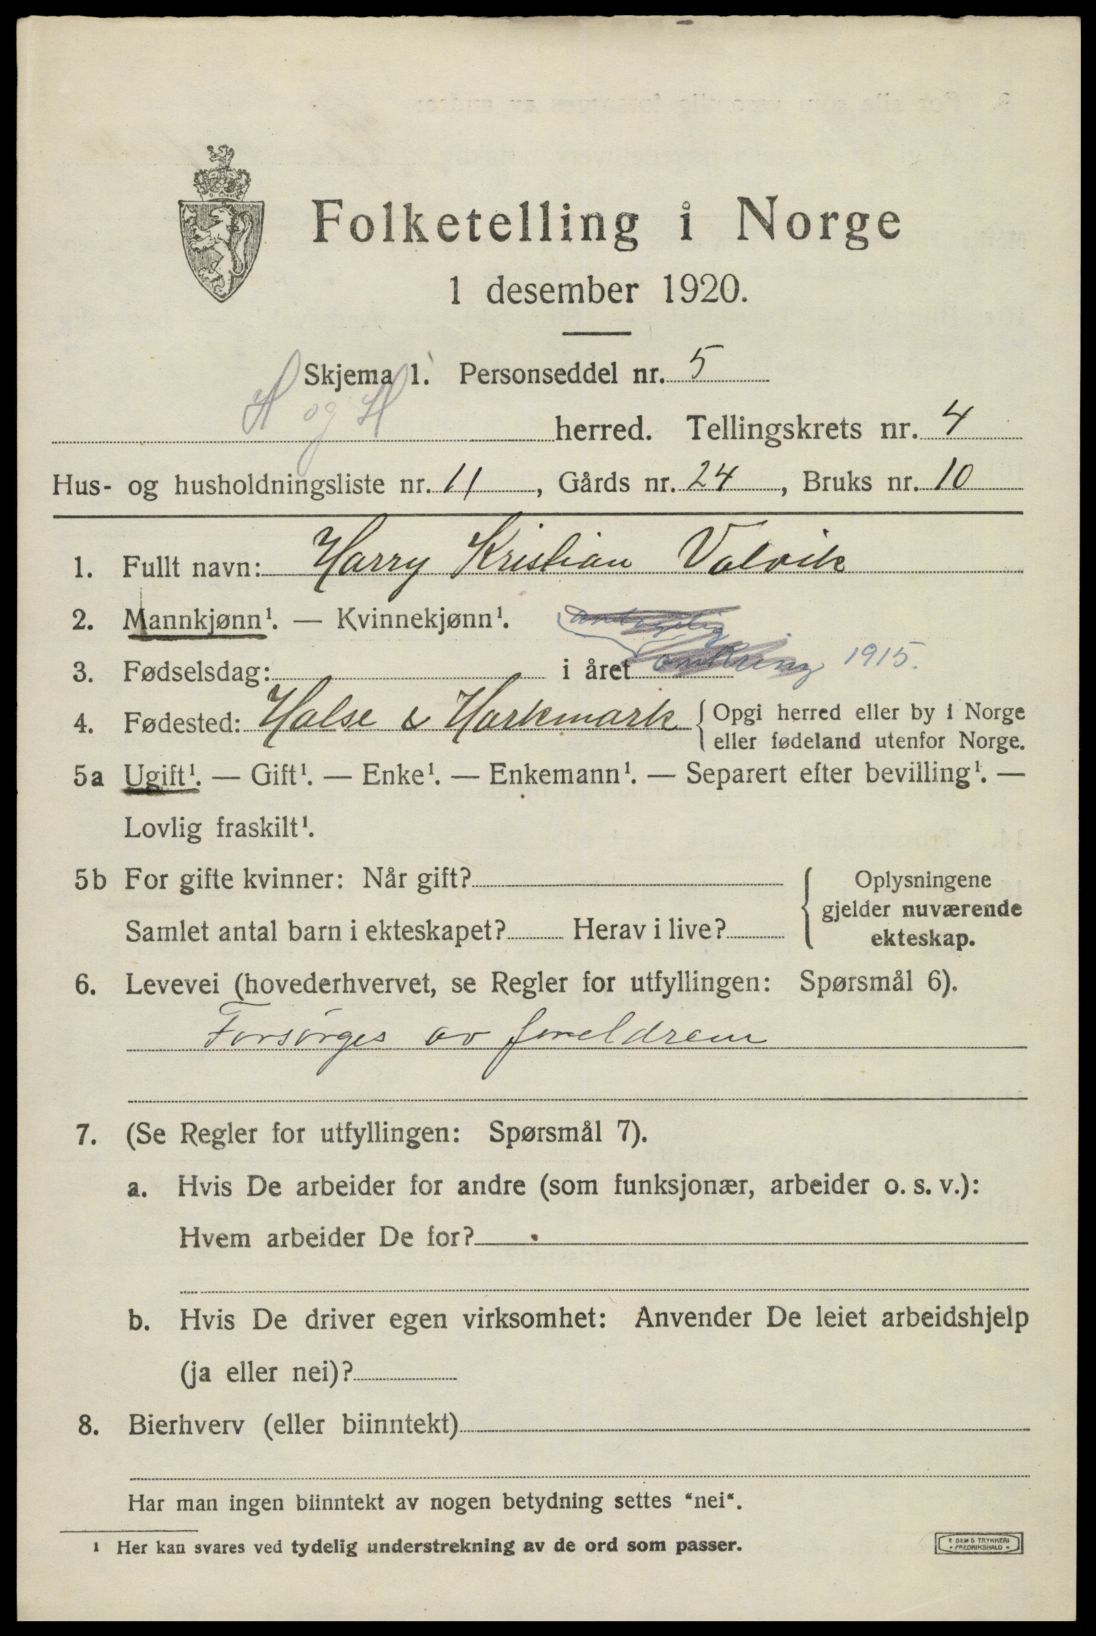 Folketelling i Norge
1 desember 1920.
Skjema 1. Personseddel nr. 5
H og H herred. Tellingskrets nr. 4
Hus- og husholdningsliste nr. 11, Gårds nr. 24, Bruks nr. 10
1. Fullt navn: Harry Kristian Valvik
2. Mannkjønn¹. — Kvinnekjønn¹. antagelig
3. Fødselsdag: i året omkring 1915.
4. Fødested: Halse & Harkmark {Opgi herred eller by i Norge
eller fødeland utenfor Norge.
5a Ugift¹. — Gift¹. — Enke¹. — Enkemann¹. — Separert efter bevilling¹. —
Lovlig fraskilt¹.
5b For gifte kvinner: Når gift? Oplysningene
gjelder nuværende
Samlet antal barn i ekteskapet? Herav i live? ekteskap.
6. Levevei (hovederhvervet, se Regler for utfyllingen: Spørsmål 6).
Forsørges av foreldrene
7. (Se Regler for utfyllingen: Spørsmål 7).
a. Hvis De arbeider for andre (som funksjonær, arbeider o. s. v.):
Hvem arbeider De for?
b. Hvis De driver egen virksomhet: Anvender De leiet arbeidshjelp
(ja eller nei)?
8. Bierhverv (eller biinntekt)
Har man ingen biinntekt av nogen betydning settes "nei".
¹ Her kan svares ved tydelig understrekning av de ord som passer.
TRYKKERI
FREDRIKSHALD